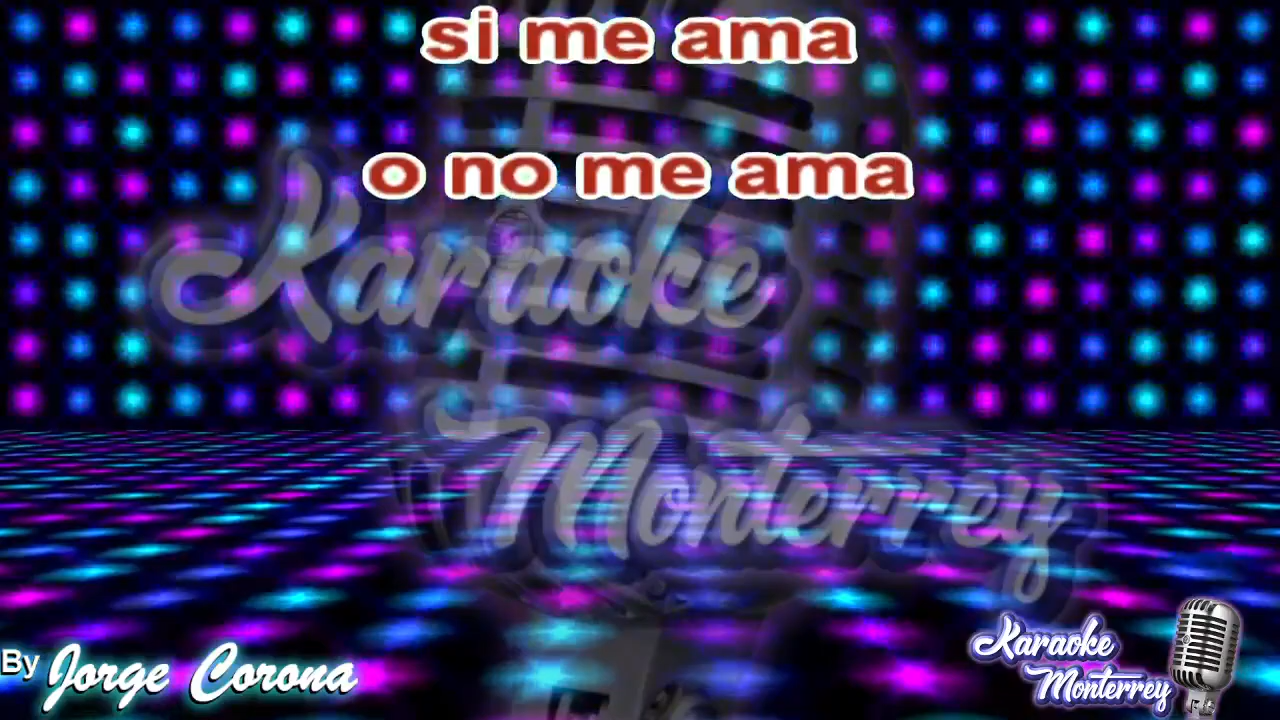 si me ama
o no me ama
Karaoke
Monterrey
By Jorge Corona
Karaoke
Monterrey